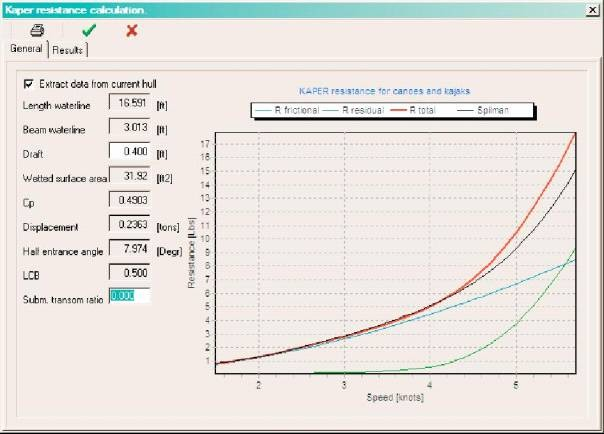 Kaper resistance calculation.
General Results
Extract data from current hull
Length waterline 16.591 [ft]
Beam waterline 3.013 [ft]
Draft 0.400 [ft]
Wetted surface area 31.92 [ft2]
Cp 0.4903
Displacement 0.2363 [tons]
Half entrance angle 7.974 [Degr]
LCB 0.500
Subm. transom ratio 0.000
KAPER resistance for canoes and kajaks
R frictional R residual R total Spilman
17
16
15
14
13
12
11
10
9
8
7
6
5
4
3
2
1
Resistance [Lbs]
2 3 4 5
Speed [knots]